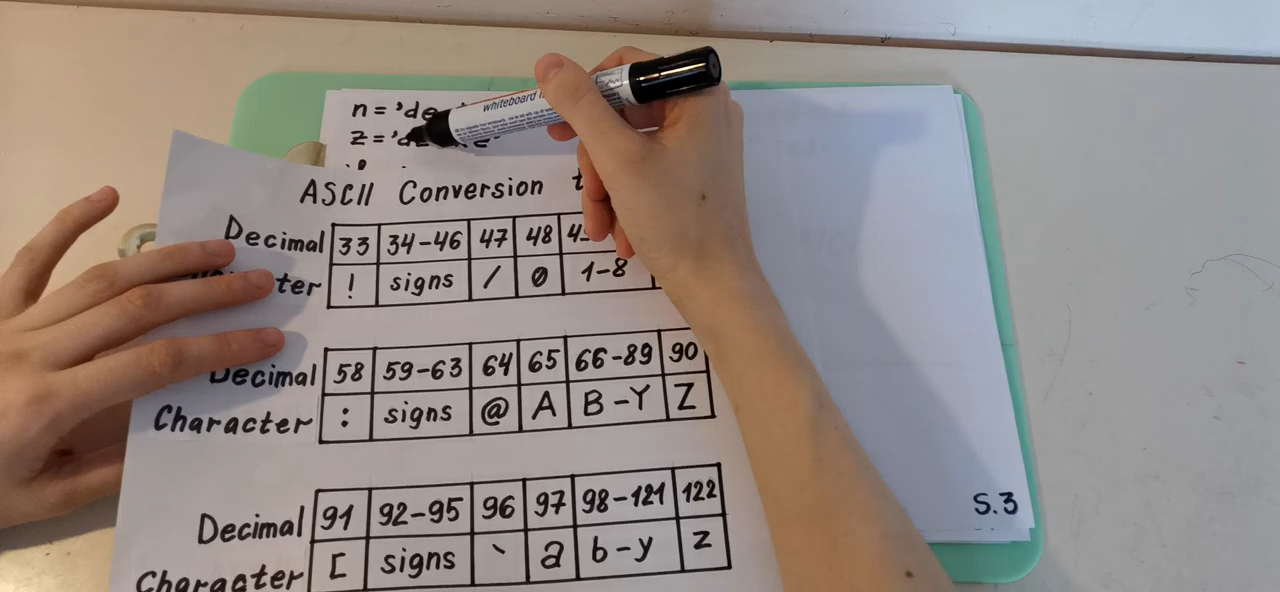 n = 'de
z = 'de
whiteboard
ASCII Conversion t
Decimal 33 34-46 47 48
ter ! signs / 0 1-8
Decimal 58 59-63 64 65 66-89 90
Character : signs @ A B-Y Z
Decimal 91 92-95 96 97 98-121 122
Character [ signs ` a b-y z
S.3